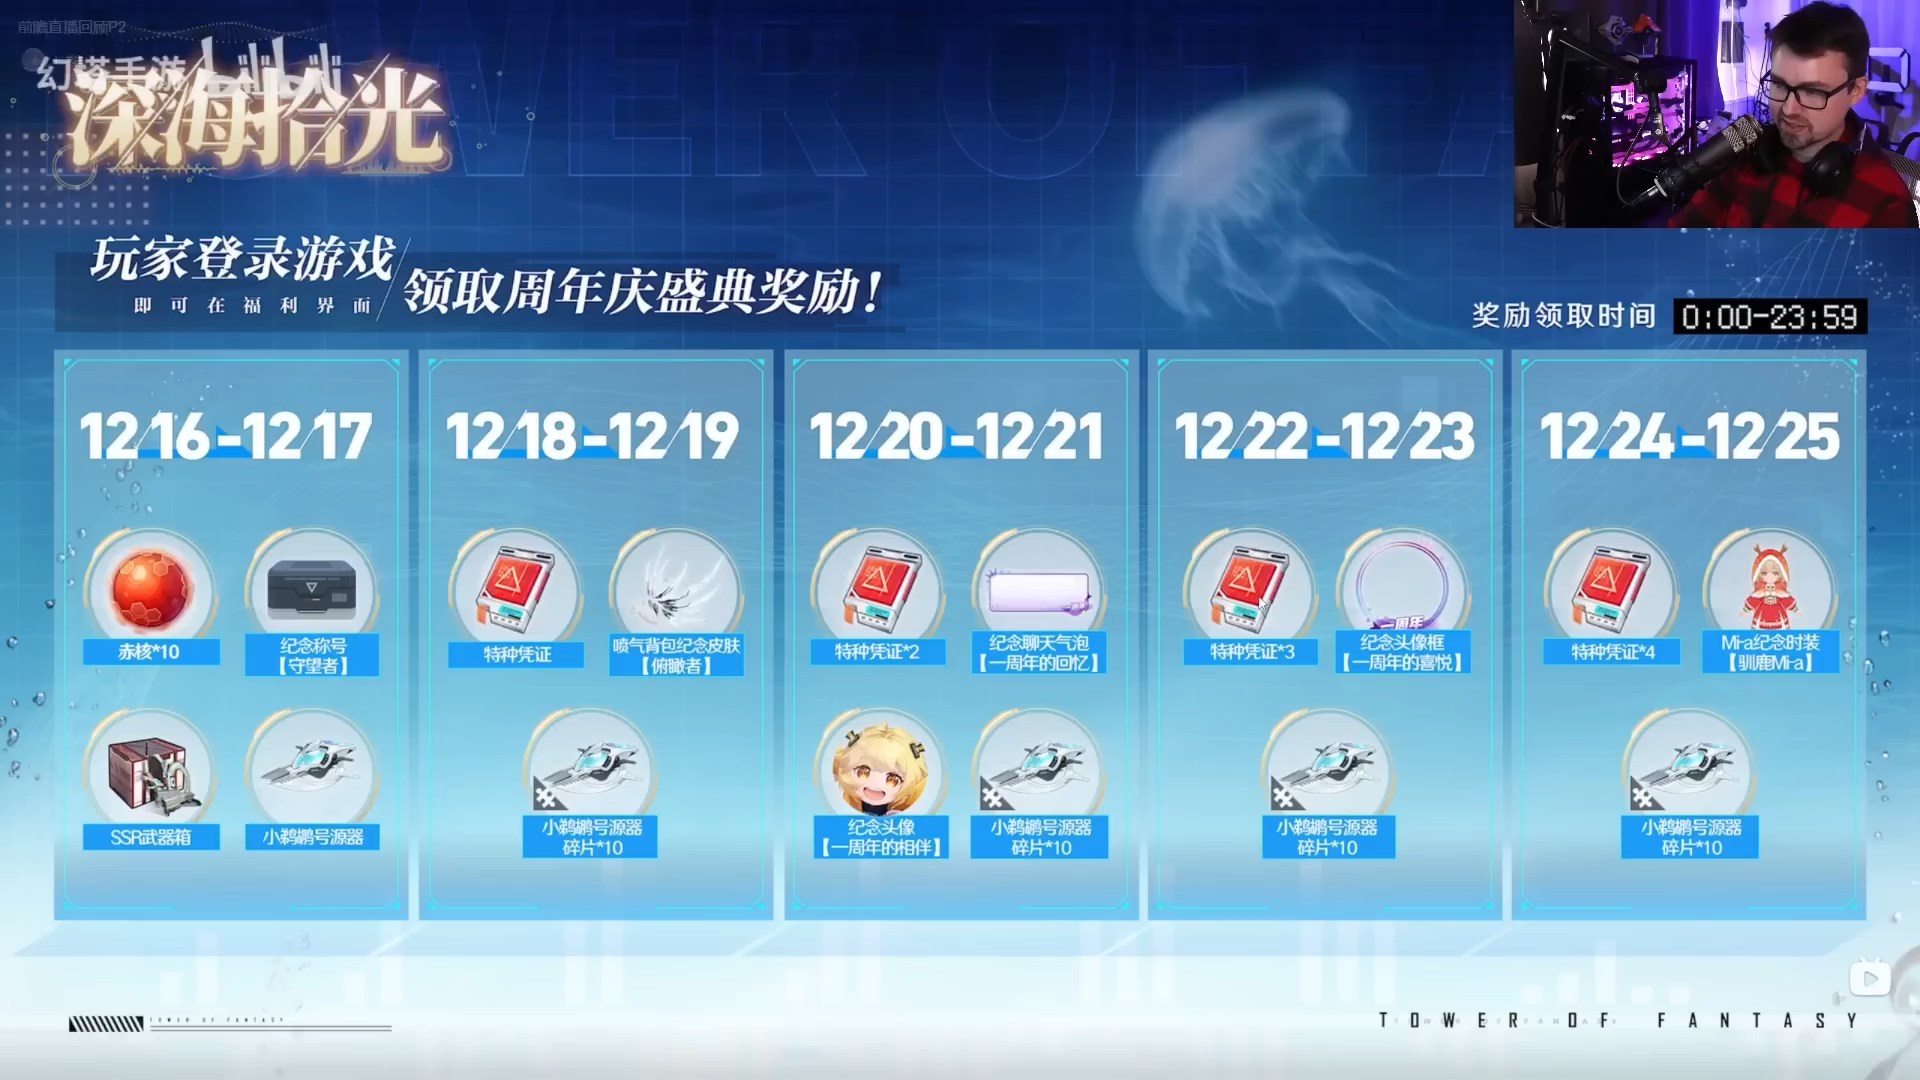 前瞻直播回顾P2
幻塔手游
bilibili
深海拾光
玩家登录游戏
即可在福利界面
领取周年庆盛典奖励!
奖励领取时间 0:00-23:59
12/16-12/17
赤核*10
纪念称号
【守望者】
SSR武器箱
小鹈鹕号源器
12/18-12/19
特种凭证
喷气背包纪念皮肤
【俯瞰者】
小鹈鹕号源器
碎片*10
12/20-12/21
特种凭证*2
纪念聊天气泡
【一周年的回忆】
纪念头像
【一周年的相伴】
小鹈鹕号源器
碎片*10
12/22-12/23
特种凭证*3
一周年
纪念头像框
【一周年的喜悦】
小鹈鹕号源器
碎片*10
12/24-12/25
特种凭证*4
Mi-a纪念时装
【驯鹿Mi-a】
小鹈鹕号源器
碎片*10
TOWER OF FANTASY
TOWER OF FANTASY